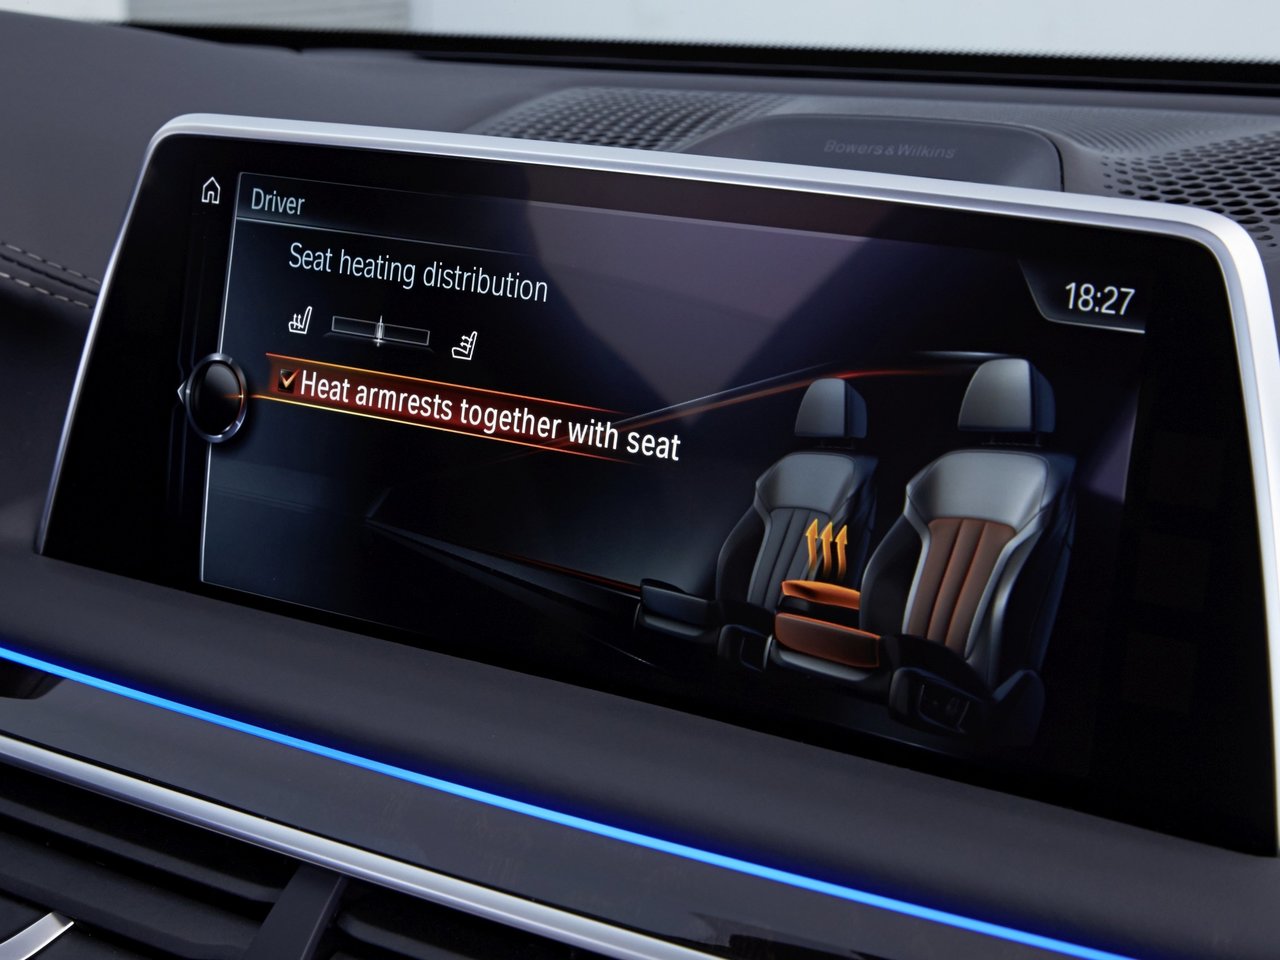 Bowers & Wilkins
Driver
Seat heating distribution
18:27
Heat armrests together with seat